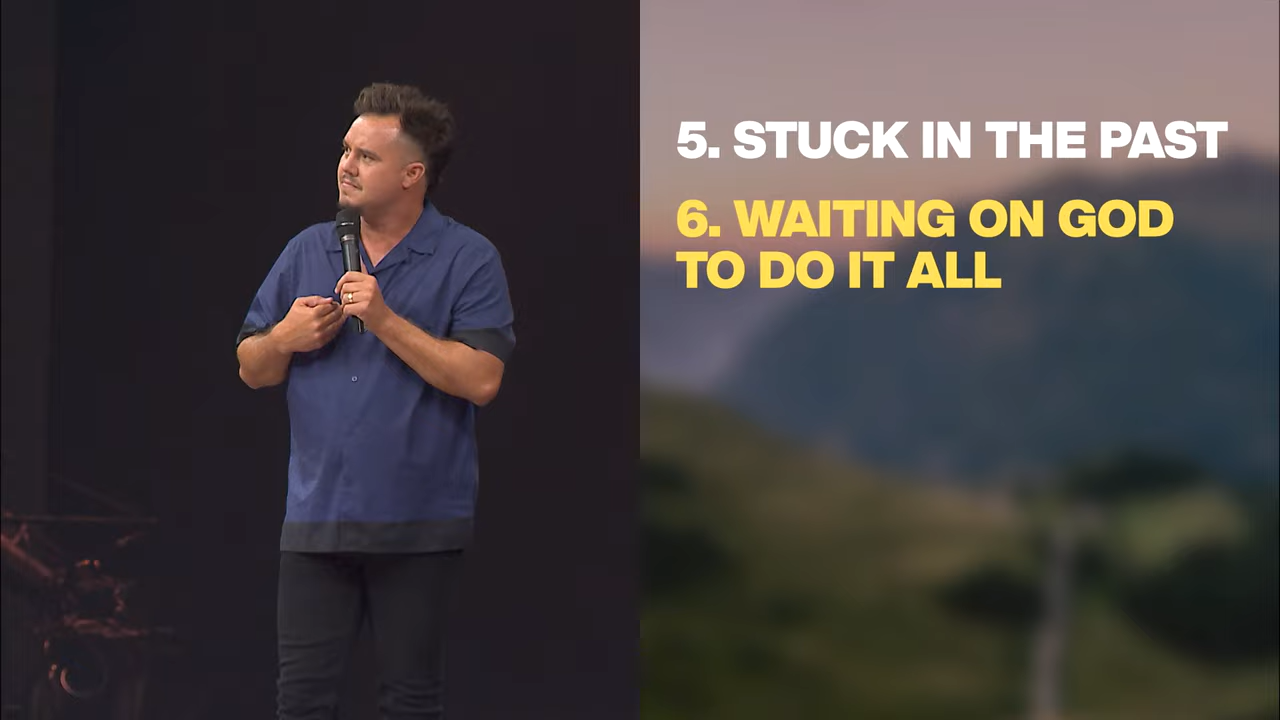 5. STUCK IN THE PAST
6. WAITING ON GOD
TO DO IT ALL